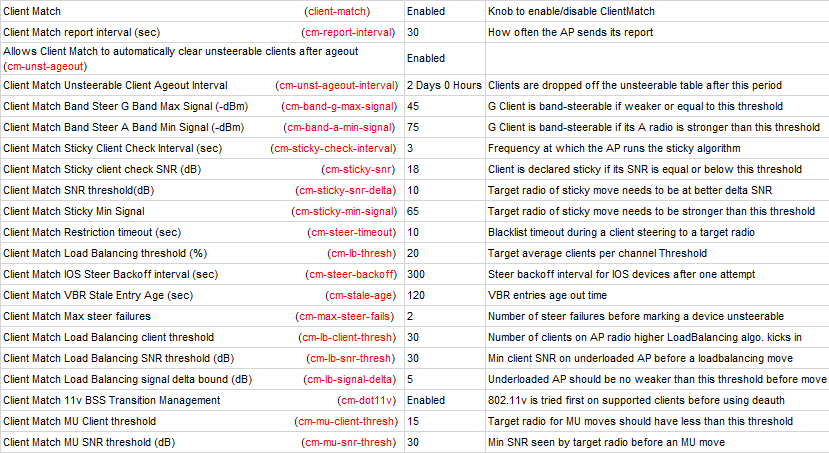 Client Match (client-match) Enabled Knob to enable/disable ClientMatch
Client Match report interval (sec) (cm-report-interval) 30 How often the AP sends its report
Allows Client Match to automatically clear unsteerable clients after ageout
(cm-unst-ageout) Enabled
Client Match Unsteerable Client Ageout Interval (cm-unst-ageout-interval) 2 Days 0 Hours Clients are dropped off the unsteerable table after this period
Client Match Band Steer G Band Max Signal (-dBm) (cm-band-g-max-signal) 45 G Client is band-steerable if weaker or equal to this threshold
Client Match Band Steer A Band Min Signal (-dBm) (cm-band-a-min-signal) 75 G Client is band-steerable if its A radio is stronger than this threshold
Client Match Sticky Client Check Interval (sec) (cm-sticky-check-interval) 3 Frequency at which the AP runs the sticky algorithm
Client Match Sticky client check SNR (dB) (cm-sticky-snr) 18 Client is declared sticky if its SNR is equal or below this threshold
Client Match SNR threshold(dB) (cm-sticky-snr-delta) 10 Target radio of sticky move needs to be at better delta SNR
Client Match Sticky Min Signal (cm-sticky-min-signal) 65 Target radio of sticky move needs to be stronger than this threshold
Client Match Restriction timeout (sec) (cm-steer-timeout) 10 Blacklist timeout during a client steering to a target radio
Client Match Load Balancing threshold (%) (cm-lb-thresh) 20 Target average clients per channel Threshold
Client Match IOS Steer Backoff interval (sec) (cm-steer-backoff) 300 Steer backoff interval for IOS devices after one attempt
Client Match VBR Stale Entry Age (sec) (cm-stale-age) 120 VBR entries age out time
Client Match Max steer failures (cm-max-steer-fails) 2 Number of steer failures before marking a device unsteerable
Client Match Load Balancing client threshold (cm-lb-client-thresh) 30 Number of clients on AP radio higher LoadBalancing algo. kicks in
Client Match Load Balancing SNR threshold (dB) (cm-lb-snr-thresh) 30 Min client SNR on underloaded AP before a loadbalancing move
Client Match Load Balancing signal delta bound (dB) (cm-lb-signal-delta) 5 Underloaded AP should be no weaker than this threshold before move
Client Match 11v BSS Transition Management (cm-dot11v) Enabled 802.11v is tried first on supported clients before using deauth
Client Match MU Client threshold (cm-mu-client-thresh) 15 Target radio for MU moves should have less than this threshold
Client Match MU SNR threshold (dB) (cm-mu-snr-thresh) 30 Min SNR seen by target radio before an MU move